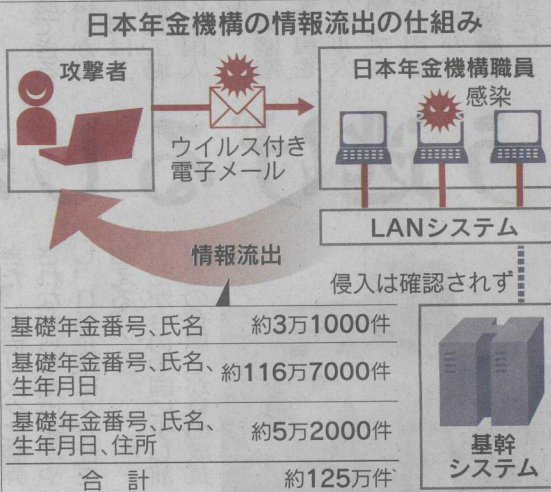 日本年金機構の情報流出の仕組み
攻撃者
ウイルス付き
電子メール
日本年金機構職員
感染
LANシステム
情報流出
侵入は確認されず
基礎年金番号、氏名 約3万1000件
基礎年金番号、氏名、
生年月日 約116万7000件
基礎年金番号、氏名、
生年月日、住所 約5万2000件
合 計 約125万件
基幹
システム